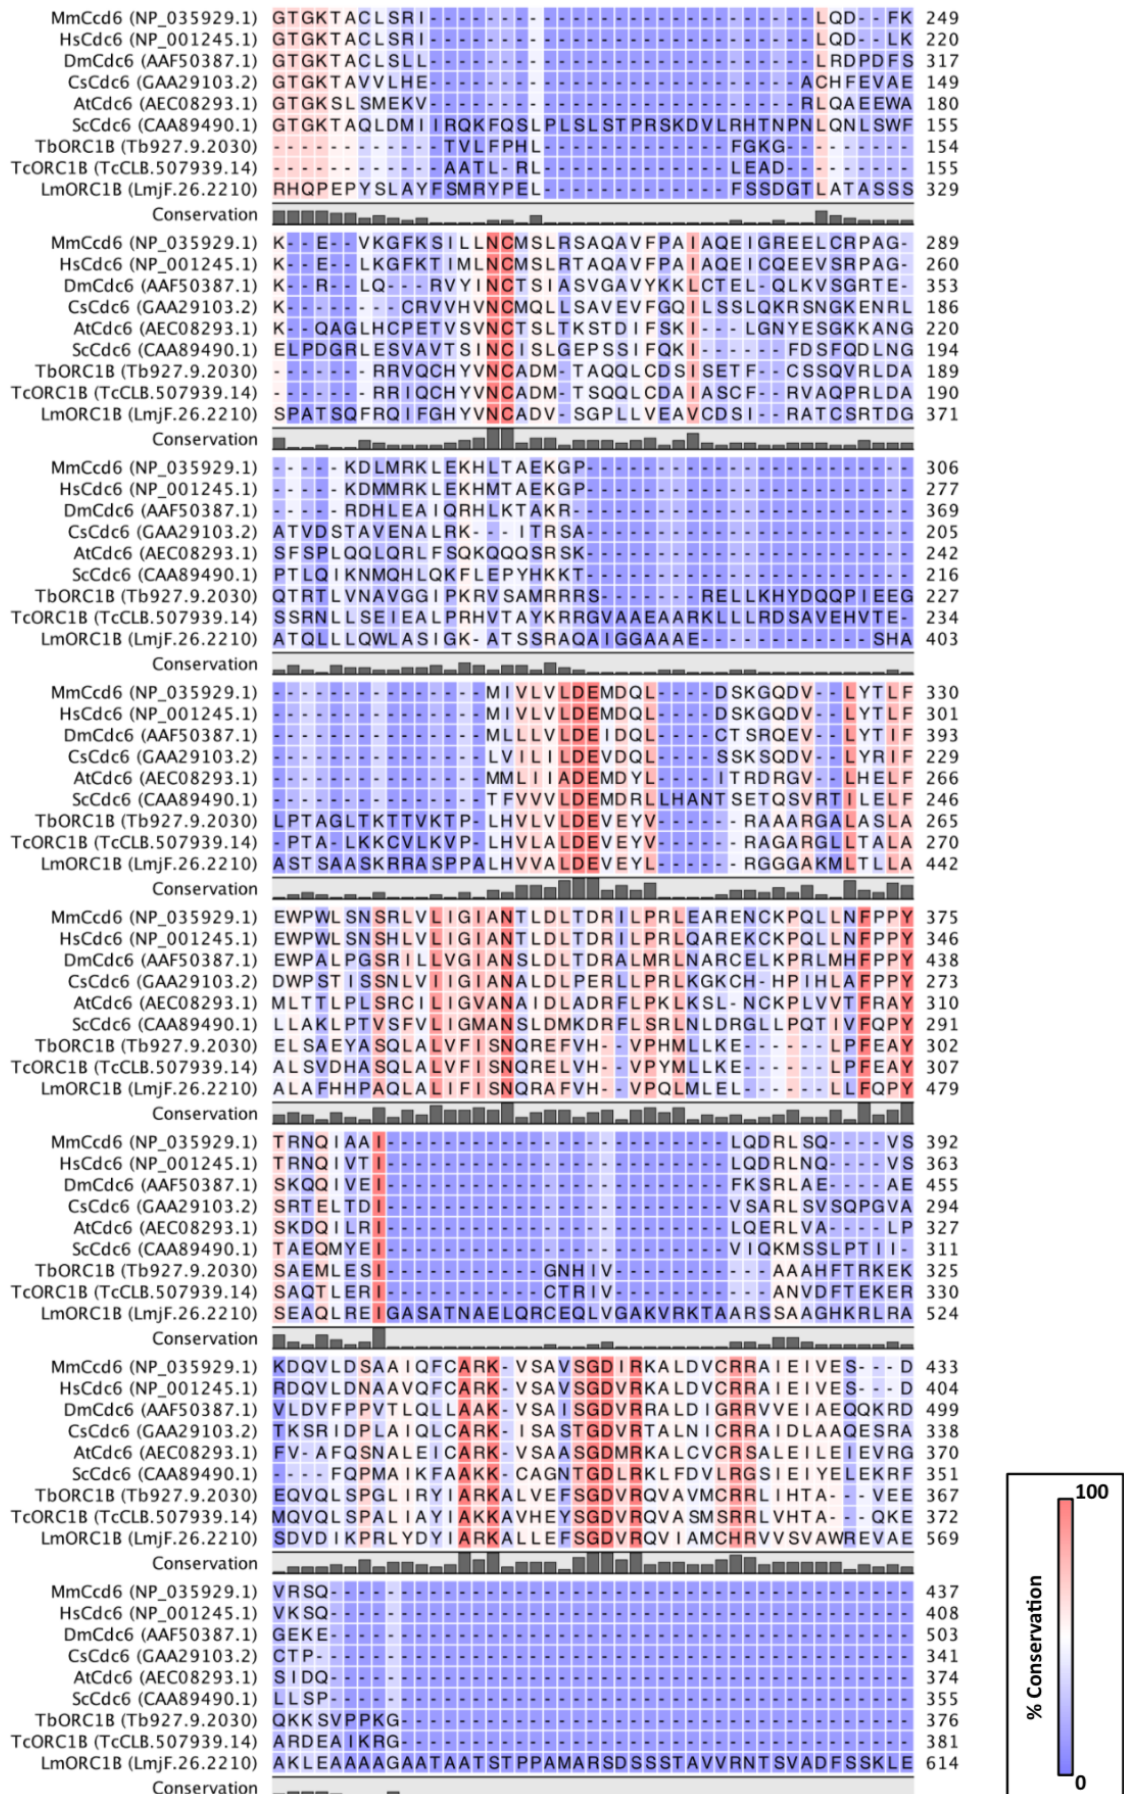 MmCcd6 (NP_035929.1) GTGKTACLSRI---------------------------LQD--FK 249
HsCdc6 (NP_001245.1) GTGKTACLSRI---------------------------LQD--LK 220
DmCdc6 (AAF50387.1) GTGKTACLSLL---------------------------LRDPDFS 317
CsCdc6 (GAA29103.2) GTGKTAVVLHE--------------------------ACHFEVAE 149
AtCdc6 (AEC08293.1) GTGKSLSMEKV--------------------------RLQAEEWA 180
ScCdc6 (CAA89490.1) GTGKTAQLDMIIRQKFQSLPLSLSTPRSKDVLRHTNPNLQNLSWF 155
TbORC1B (Tb927.9.2030) ------------TVLFPHL-------------FGKG--------- 154
TcORC1B (TcCLB.507939.14) ------------AATL-RL-------------LEAD--------- 155
LmORC1B (LmjF.26.2210) RHQPEPYSLAYFSMRYPEL-------------FSSDGTLATASSS 329
Conservation
MmCcd6 (NP_035929.1) K--E--VKGFKSILLNCMSLRSAQAVFPAIAQEIGREELCRPAG- 289
HsCdc6 (NP_001245.1) K--E--LKGFKTIMLNCMSLRTAQAVFPAIAQEICQEEVSRPAG- 260
DmCdc6 (AAF50387.1) K--R--LQ---RVYINCTSIASVGAVYKKLCTEL-QLKVSGRTE- 353
CsCdc6 (GAA29103.2) K--------CRVVHVNCMQLLSAVEVFGQILSSLQKRSNGKENRL 186
AtCdc6 (AEC08293.1) K--QAGLHCPETVSVNCTSLTKSTDIFSKI---LGNYESGKKANG 220
ScCdc6 (CAA89490.1) ELPDGRLESVAVTSINCISLGEPSSIFQKI------FDSFQDLNG 194
TbORC1B (Tb927.9.2030) -------RRVQCHYVNCADM-TAQQLCDSISETF--CSSQVRLDA 189
TcORC1B (TcCLB.507939.14) -------RRIQCHYVNCADM-TSQQLCDAIASCF--RVAQPRLDA 190
LmORC1B (LmjF.26.2210) SPATSQFRQIFGHYVNCADV-SGPLLVEAVCDSI--RATCSRTDG 371
Conservation
MmCcd6 (NP_035929.1) -----KDLMRKLEKHLTAEKGP----------------------- 306
HsCdc6 (NP_001245.1) -----KDMMRKLEKHMTAEKGP----------------------- 277
DmCdc6 (AAF50387.1) -----RDHLEAIQRHLKTAKR------------------------ 369
CsCdc6 (GAA29103.2) ATVDSTAVENALRK---ITRSA----------------------- 205
AtCdc6 (AEC08293.1) SFSPLQQLQRLFSQKQQQSRSK----------------------- 242
ScCdc6 (CAA89490.1) PTLQIKNMQHLQKFLEPYHKKT----------------------- 216
TbORC1B (Tb927.9.2030) QTRTLVNAVGGIPKRVSAMRRRS-------RELLKHYDQQPIEEG 227
TcORC1B (TcCLB.507939.14) SSRNLLSEIEALPRHVTAYKRRGVAAEAARKLLLRDSAVEHVTE- 234
LmORC1B (LmjF.26.2210) ATQLLLQWLASIGK-ATSSRAQAIGGAAAE------------SHA 403
Conservation
MmCcd6 (NP_035929.1) ---------------MIVLVLDEMDQL----DSKGQDV--LYTLF 330
HsCdc6 (NP_001245.1) ---------------MIVLVLDEMDQL----DSKGQDV--LYTLF 301
DmCdc6 (AAF50387.1) ---------------MLLLVLDEIDQL----CTSRQEV--LYTIF 393
CsCdc6 (GAA29103.2) ---------------LVILILDEVDQL----SSKSQDV--LYRIF 229
AtCdc6 (AEC08293.1) ---------------MMLIIADEMDYL----ITRDRGV--LHELF 266
ScCdc6 (CAA89490.1) ---------------TFVVVLDEMDRLLHANTSETQSVRTILELF 246
TbORC1B (Tb927.9.2030) LPTAGLTKTTVKTP-LHVLVLDEVEYV------RAAARGALASLA 265
TcORC1B (TcCLB.507939.14) -PTA-LKKCVLKVP-LHVLALDEVEYV------RAGARGLLTALA 270
LmORC1B (LmjF.26.2210) ASTSAASKRRASPPALHVVALDEVEYL------RGGGAKMLTLLA 442
Conservation
MmCcd6 (NP_035929.1) EWPWLSNSRLVLIGIANTLDLTDRILPRLEARENCKPQLLNFPPY 375
HsCdc6 (NP_001245.1) EWPWLSNSHLVLIGIANTLDLTDRILPRLQAREKCKPQLLNFPPY 346
DmCdc6 (AAF50387.1) EWPALPGSRILLVGIANSLDLTDRALMRLNARCELKPRLMHFPPY 438
CsCdc6 (GAA29103.2) DWPSTISSNLVIIGIANALDLPERLLPRLKGKCH-HPIHLAFPPY 273
AtCdc6 (AEC08293.1) MLTTLPLSRCILIGVANAIDLADRFLPKLKSL-NCKPLVVTFRAY 310
ScCdc6 (CAA89490.1) LLAKLPTVSFVLIGMANSLDMKDRFLSRLNLDRGLLPQTIVFQPY 291
TbORC1B (Tb927.9.2030) ELSAEYASQLALVFISNQREFVH--VPHMLLKE------LPFEAY 302
TcORC1B (TcCLB.507939.14) ALSVDHASQLALVFISNQRELVH--VPYMLLKE------LPFEAY 307
LmORC1B (LmjF.26.2210) ALAFHHPAQLALIFISNQRAFVH--VPQLMLEL------LLFQPY 479
Conservation
MmCcd6 (NP_035929.1) TRNQIAAI------------------------LQDRLSQ----VS 392
HsCdc6 (NP_001245.1) TRNQIVTI------------------------LQDRLNQ----VS 363
DmCdc6 (AAF50387.1) SKQQIVEI------------------------FKSRLAE----AE 455
CsCdc6 (GAA29103.2) SRTELTDI------------------------VSARLSVSQPGVA 294
AtCdc6 (AEC08293.1) SKDQILRI------------------------LQERLVA----LP 327
ScCdc6 (CAA89490.1) TAEQMYEI------------------------VIQKMSSLPTII- 311
TbORC1B (Tb927.9.2030) SAEMLESI-----------GNHIV-----------AAAHFTRKEK 325
TcORC1B (TcCLB.507939.14) SAQTLERI-----------CTRIV-----------ANVDFTEKER 330
LmORC1B (LmjF.26.2210) SEAQLREIGASATNAELQRCEQLVGAKVRKTAARSSAAGHKRLRA 524
Conservation
MmCcd6 (NP_035929.1) KDQVLDSAAIQFCARK-VSAVSGDIRKALDVCRRAIEIVES---D 433
HsCdc6 (NP_001245.1) RDQVLDNAAVQFCARK-VSAVSGDVRKALDVCRRAIEIVES---D 404
DmCdc6 (AAF50387.1) VLDVFPPVTLQLLAAK-VSAISGDVRRALDIGRRVVEIAEQQKRD 499
CsCdc6 (GAA29103.2) TKSRIDPLAIQLCARK-ISASTGDVRTALNICRRAIDLAAQESRA 338
AtCdc6 (AEC08293.1) FV-AFQSNALEICARK-VSAASGDMRKALCVCRSALEILEIEVRG 370
ScCdc6 (CAA89490.1) ----FQPMAIKFAAKK-CAGNTGDLRKLFDVLRGSIEIYELEKRF 351
TbORC1B (Tb927.9.2030) EQVQLSPGLIRYIARKALVEFSGDVRQVAVMCRRLIHTA---VEE 367
TcORC1B (TcCLB.507939.14) MQVQLSPALIAYIAKKAVHEYSGDVRQVASMSRRLVHTA---QKE 372
LmORC1B (LmjF.26.2210) SDVDIKPRLYDYIARKALLEFSGDVRQVIAMCHRVVSVAWREVAE 569
Conservation
MmCcd6 (NP_035929.1) VRSQ----------------------------------------- 437
HsCdc6 (NP_001245.1) VKSQ----------------------------------------- 408
DmCdc6 (AAF50387.1) GEKE----------------------------------------- 503
CsCdc6 (GAA29103.2) CTP------------------------------------------ 341
AtCdc6 (AEC08293.1) SIDQ----------------------------------------- 374
ScCdc6 (CAA89490.1) LLSP----------------------------------------- 355
TbORC1B (Tb927.9.2030) QKKSVPPKG------------------------------------ 376
TcORC1B (TcCLB.507939.14) ARDEAIKRG------------------------------------ 381
LmORC1B (LmjF.26.2210) AKLEAAAAGAATAATSTPPAMARSDSSSTAVVRNTSVADFSSKLE 614
Conservation
100
% Conservation
0